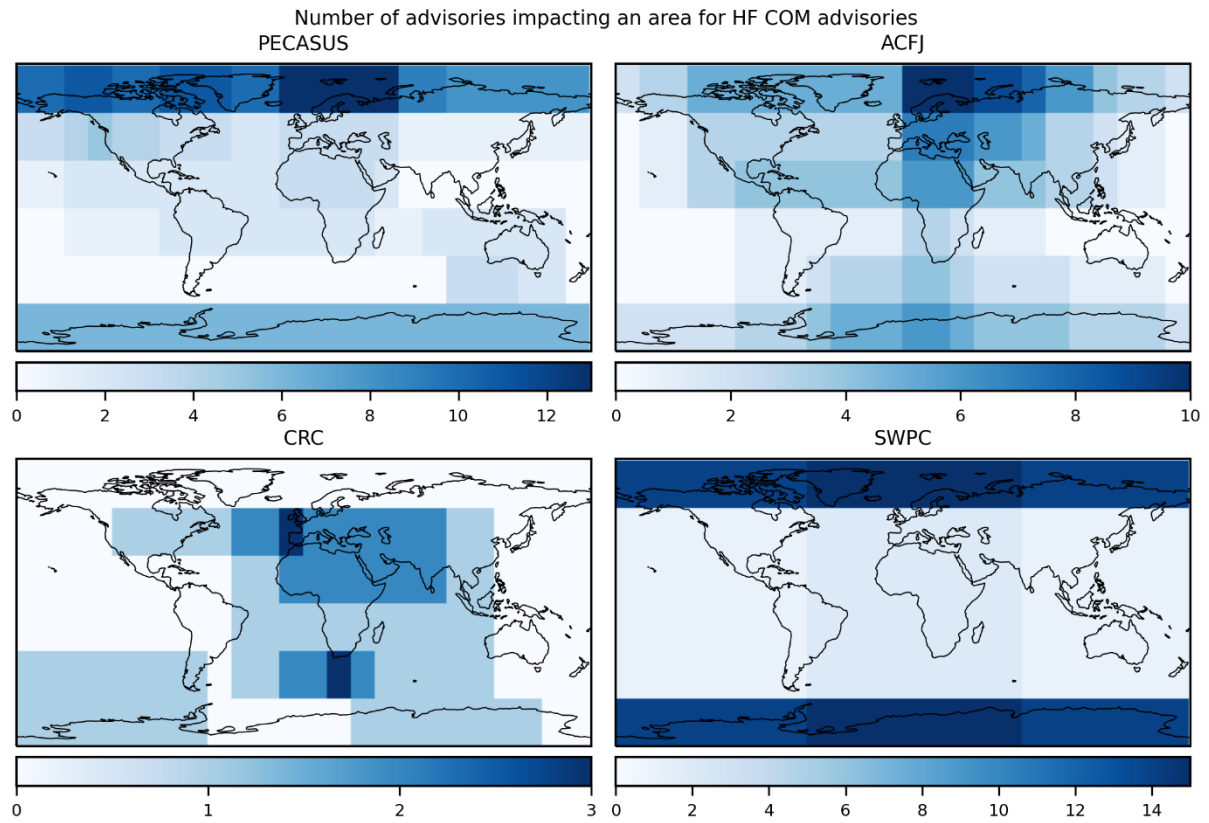 Number of advisories impacting an area for HF COM advisories
PECASUS
ACFJ
0 2 4 6 8 10 12
0 2 4 6 8 10
CRC
SWPC
0 1 2 3
0 2 4 6 8 10 12 14